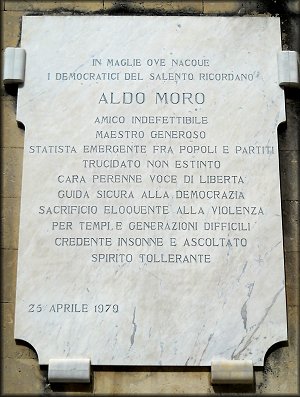 IN MAGLIE OVE NACQUE
I DEMOCRATICI DEL SALENTO RICORDANO
ALDO MORO
AMICO INDEFETTIBILE
MAESTRO GENEROSO
STATISTA EMERGENTE FRA POPOLI E PARTITI
TRUCIDATO NON ESTINTO
CARA PERENNE VOCE DI LIBERTA
GUIDA SICURA ALLA DEMOCRAZIA
SACRIFICIO ELOQUENTE ALLA VIOLENZA
PER TEMPI E GENERAZIONI DIFFICILI
CREDENTE INSONNE E ASCOLTATO
SPIRITO TOLLERANTE
25 APRILE 1979